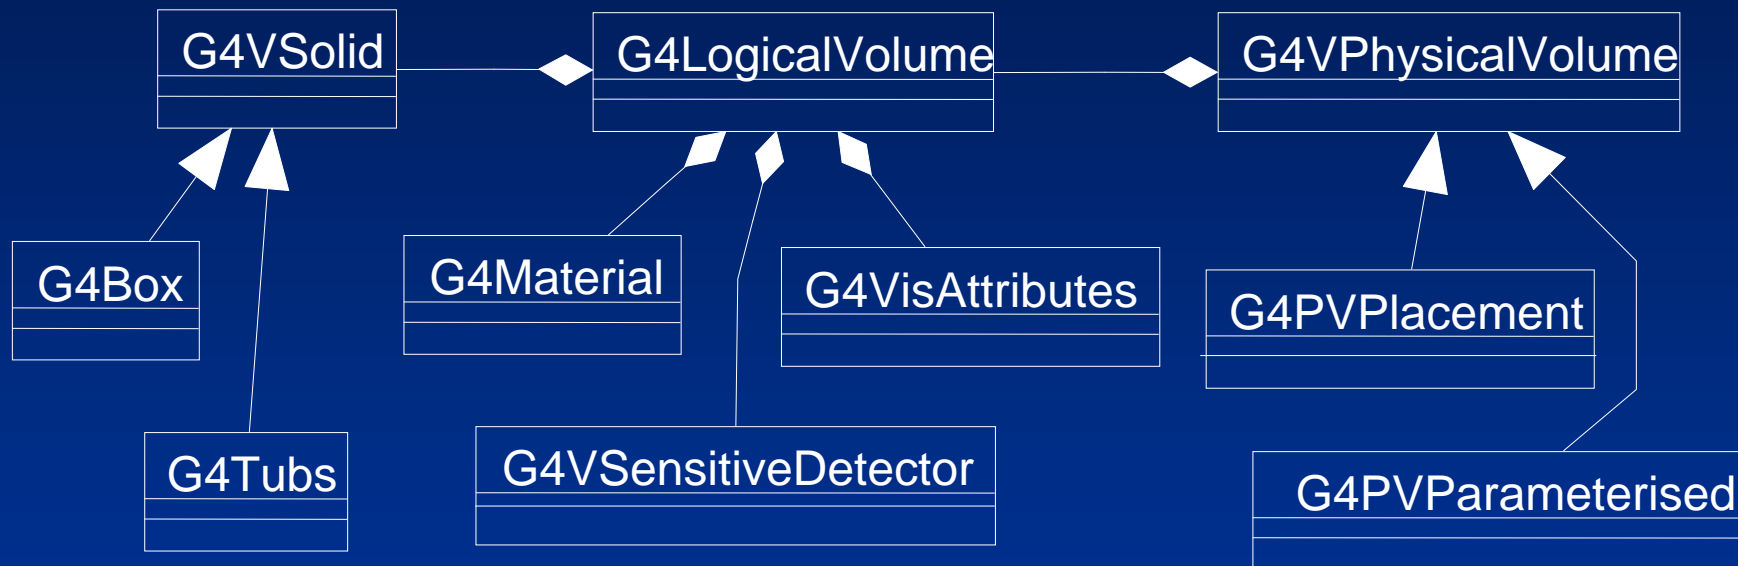 G4VSolid
G4LogicalVolume
G4VPhysicalVolume
G4Box
G4Material
G4VisAttributes
G4PVPlacement
G4Tubs
G4VSensitiveDetector
G4PVParameterised